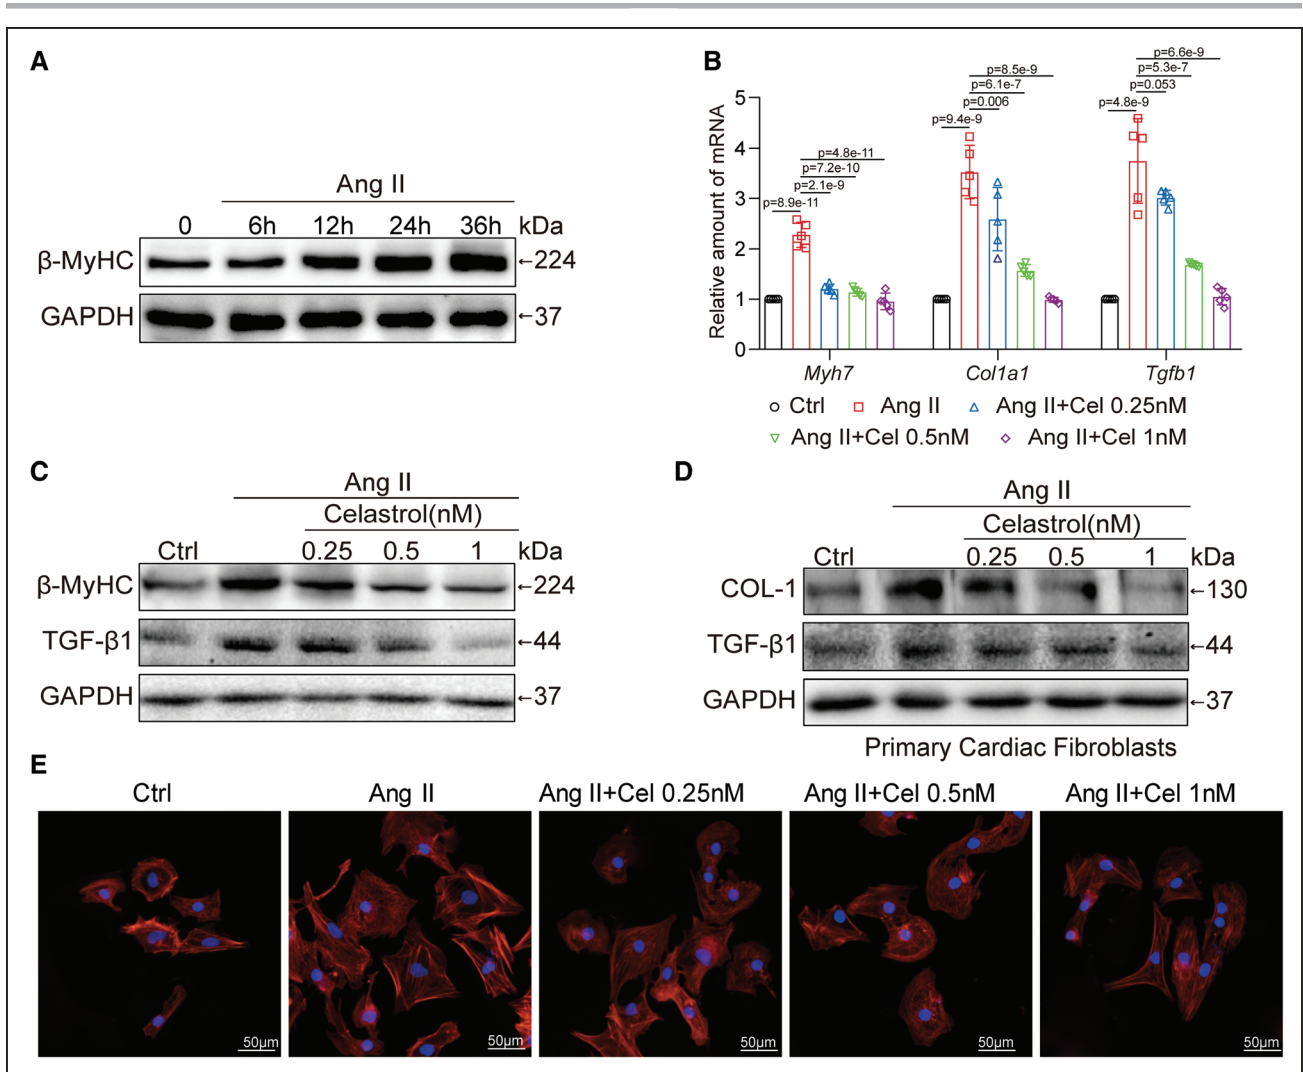 A
Ang II
0 6h 12h 24h 36h kDa
β-MyHC ←224
GAPDH ←37
B
Relative amount of mRNA
5
4
3
2
1
0
p=8.9e-11
p=2.1e-9
p=7.2e-10
p=4.8e-11
p=9.4e-9
p=0.006
p=6.1e-7
p=8.5e-9
p=4.8e-9
p=0.053
p=5.3e-7
p=6.6e-9
Myh7 Col1a1 Tgfb1
Ctrl Ang II Ang II+Cel 0.25nM
Ang II+Cel 0.5nM Ang II+Cel 1nM
C
Ang II
Celastrol(nM)
Ctrl 0.25 0.5 1 kDa
β-MyHC ←224
TGF-β1 ←44
GAPDH ←37
D
Ang II
Celastrol(nM)
Ctrl 0.25 0.5 1 kDa
COL-1 ←130
TGF-β1 ←44
GAPDH ←37
Primary Cardiac Fibroblasts
E
Ctrl Ang II Ang II+Cel 0.25nM Ang II+Cel 0.5nM Ang II+Cel 1nM
50μm 50μm 50μm 50μm 50μm